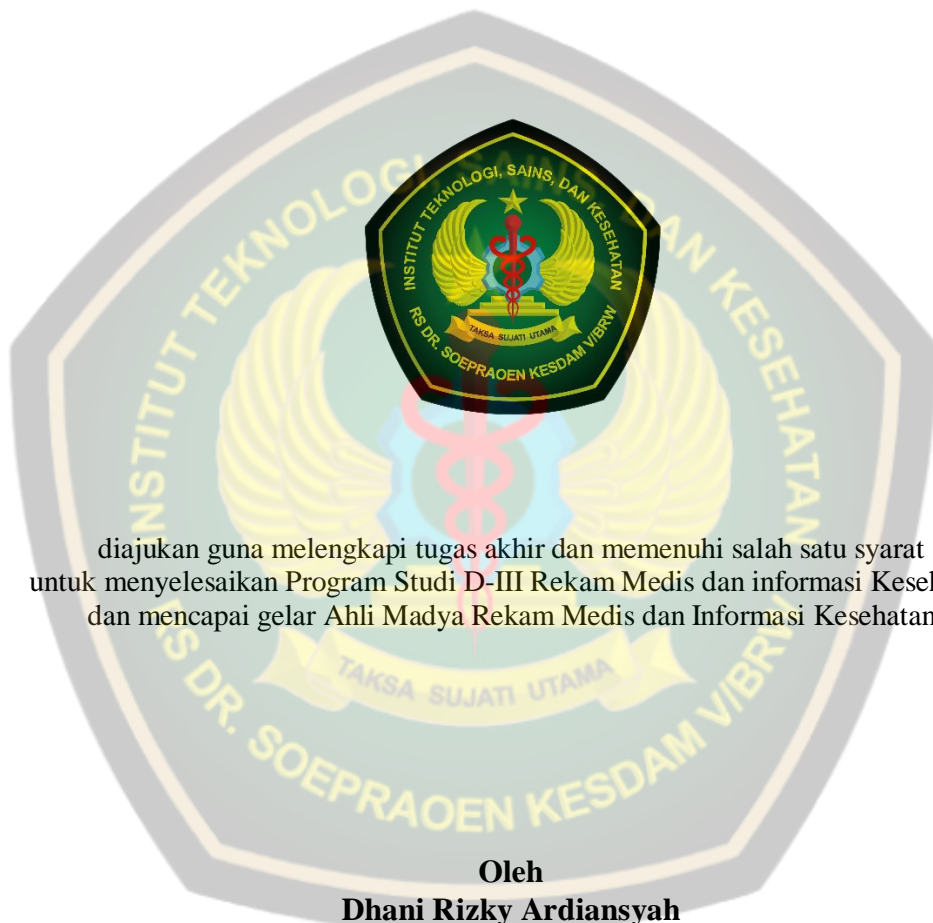 INSTITUT TEKNOLOGI, SAINS, DAN KESEHATAN
TAKSA SUJATI UTAMA
RS DR. SOEPRAOEN KESDAM V/BRW
INSTITUT TEKNOLOGI, SAINS, DAN KESEHATAN
diajukan guna melengkapi tugas akhir dan memenuhi salah satu syarat
untuk menyelesaikan Program Studi D-III Rekam Medis dan informasi Keseh
dan mencapai gelar Ahli Madya Rekam Medis dan Informasi Kesehatan
TAKSA SUJATI UTAMA
RS DR. SOEPRAOEN KESDAM V/BRW
Oleh
Dhani Rizky Ardiansyah